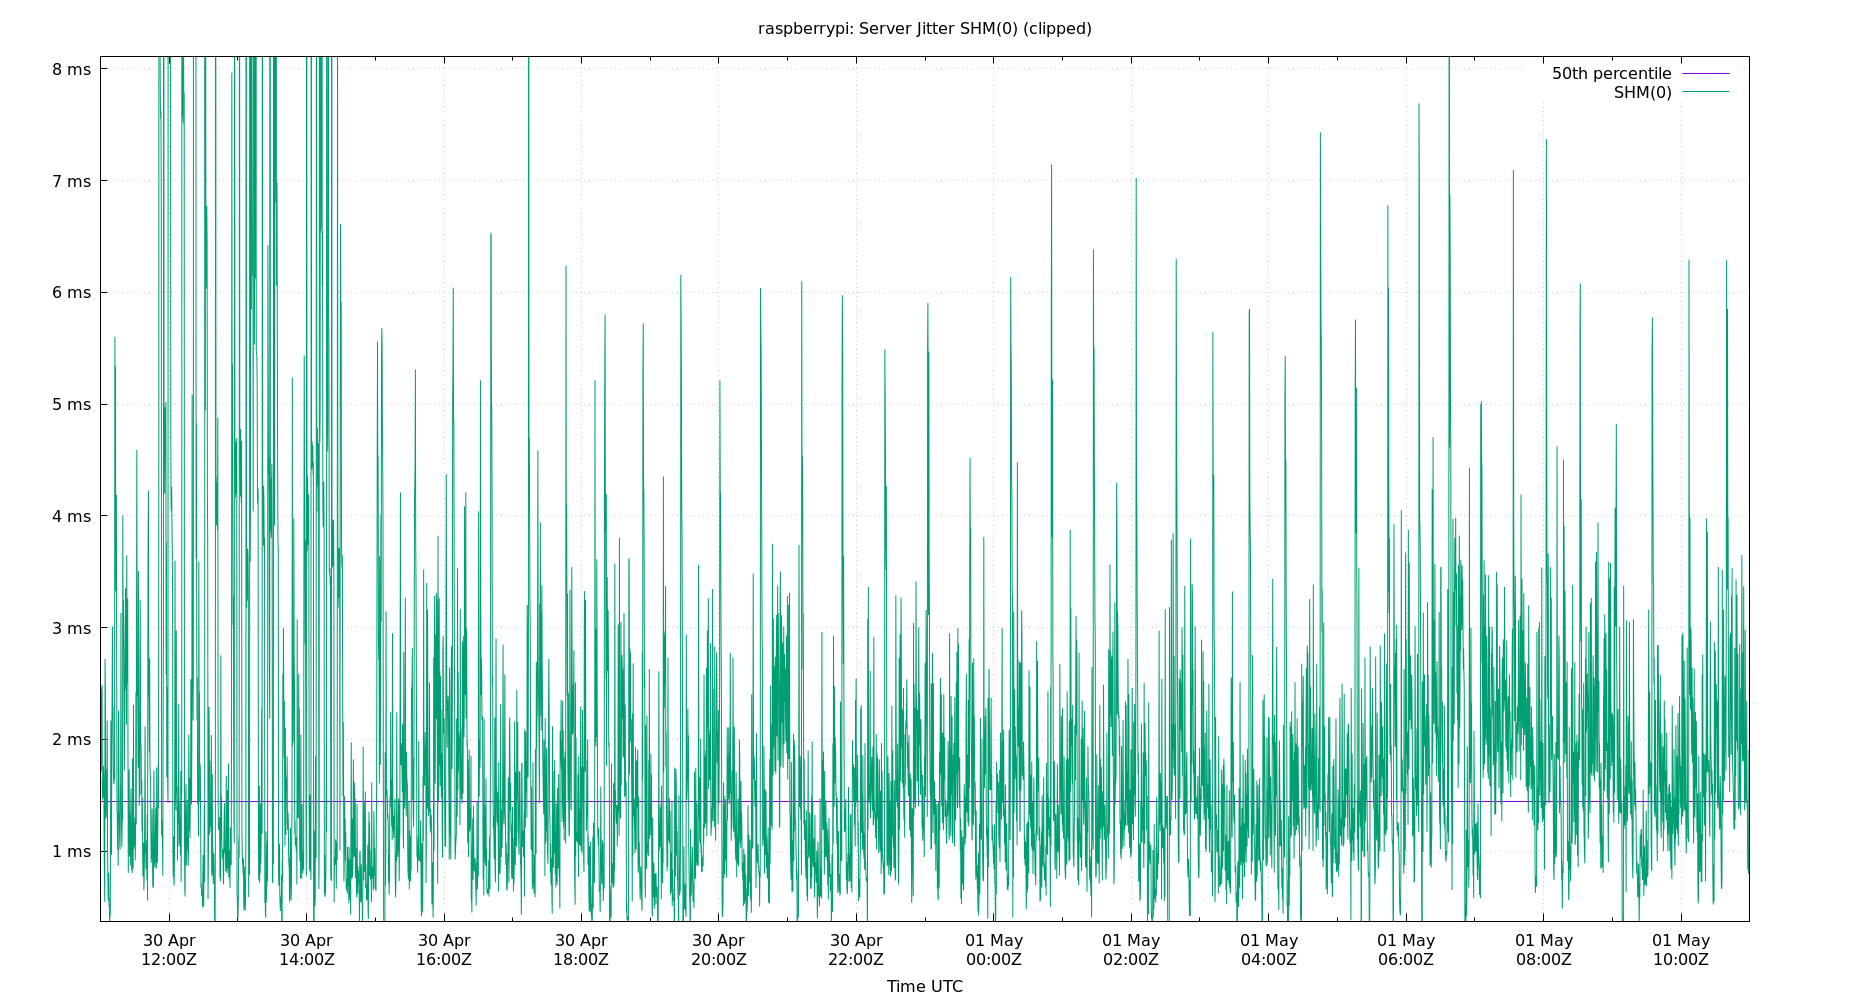 raspberrypi: Server Jitter SHM(0) (clipped)
50th percentile
SHM(0)
8 ms
7 ms
6 ms
5 ms
4 ms
3 ms
2 ms
1 ms
30 Apr 30 Apr 30 Apr 30 Apr 30 Apr 30 Apr 01 May 01 May 01 May 01 May 01 May 01 May
12:00Z 14:00Z 16:00Z 18:00Z 20:00Z 22:00Z 00:00Z 02:00Z 04:00Z 06:00Z 08:00Z 10:00Z
Time UTC